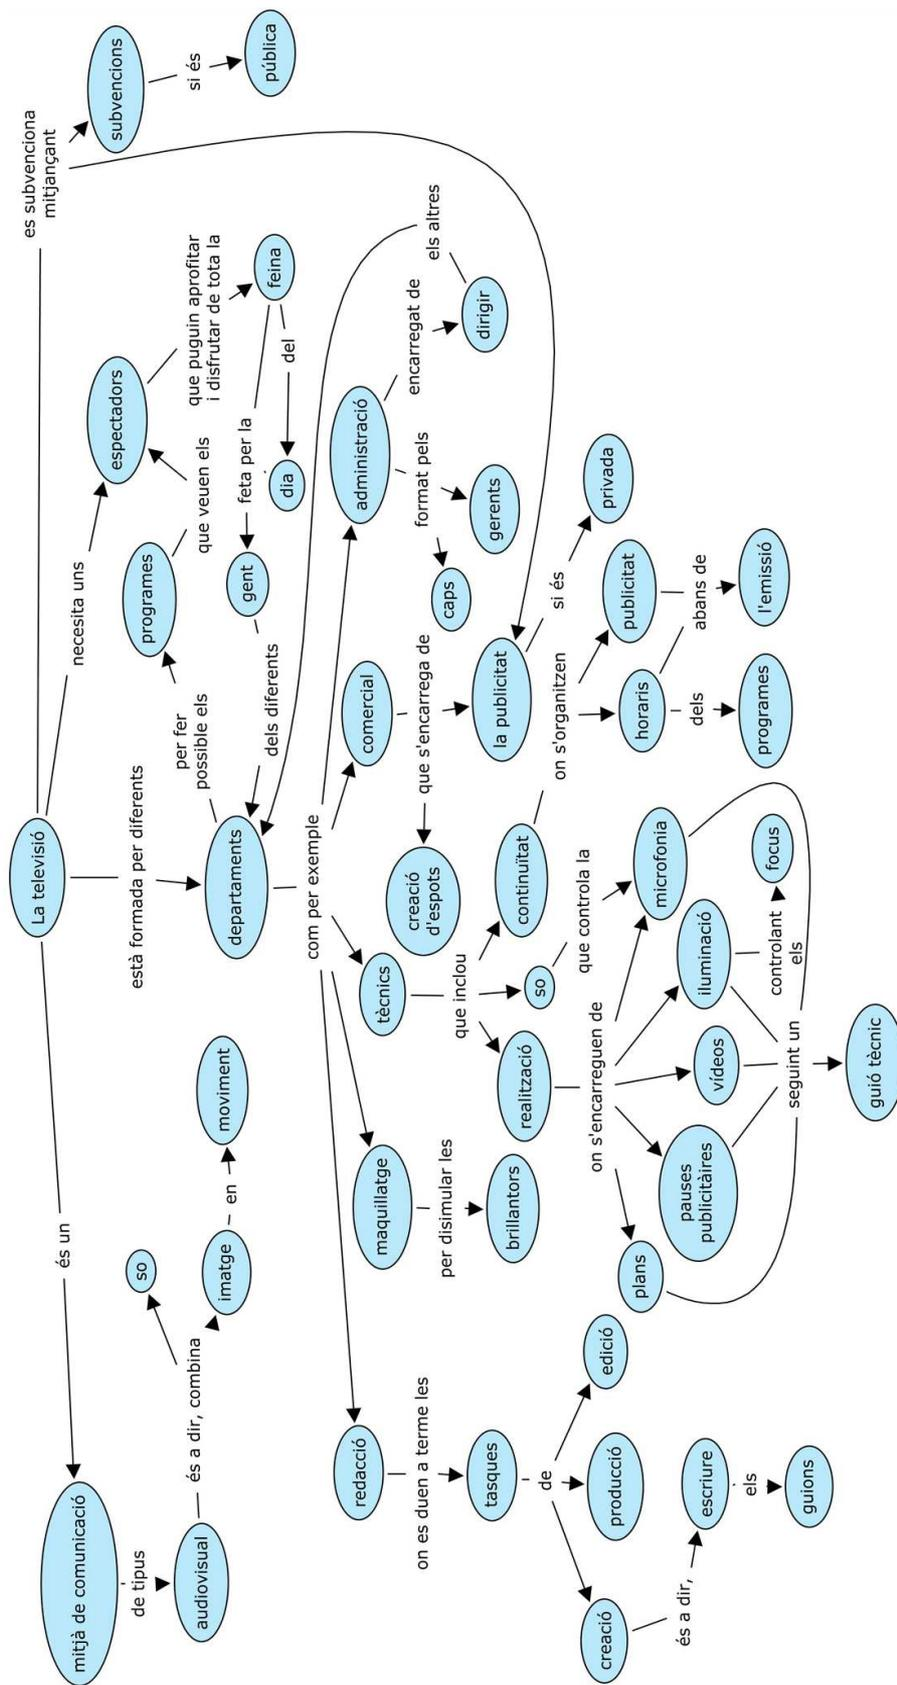 La televisió
és un
mitjà de comunicació
de tipus
audiovisual
és a dir, combina
so
imatge
en
moviment
està formada per diferents
departaments
per fer
possible els
programes
que veuen els
necesita uns
espectadors
que puguin aprofitar
i disfrutar de tota la
feina
feta per la
gent
dels diferents
del
dia
es subvenciona
mitjançant
subvencions
si és
pública
com per exemple
redacció
on es duen a terme les
tasques
de
creació
producció
edició
és a dir,
escriure
els
guions
maquillatge
per disimular les
brillantors
tècnics
que inclou
realització
so
continuïtat
on s'encarreguen de
plans
pauses
publicitàires
vídeos
iluminació
microfonia
que controla la
controlant
els
focus
seguint un
guió tècnic
on s'organitzen
horaris
publicitat
dels
programes
abans de
l'emissió
comercial
que s'encarrega de
creació
d'espots
la publicitat
si és
privada
administració
format pels
caps
gerents
encarregat de
dirigir
els altres